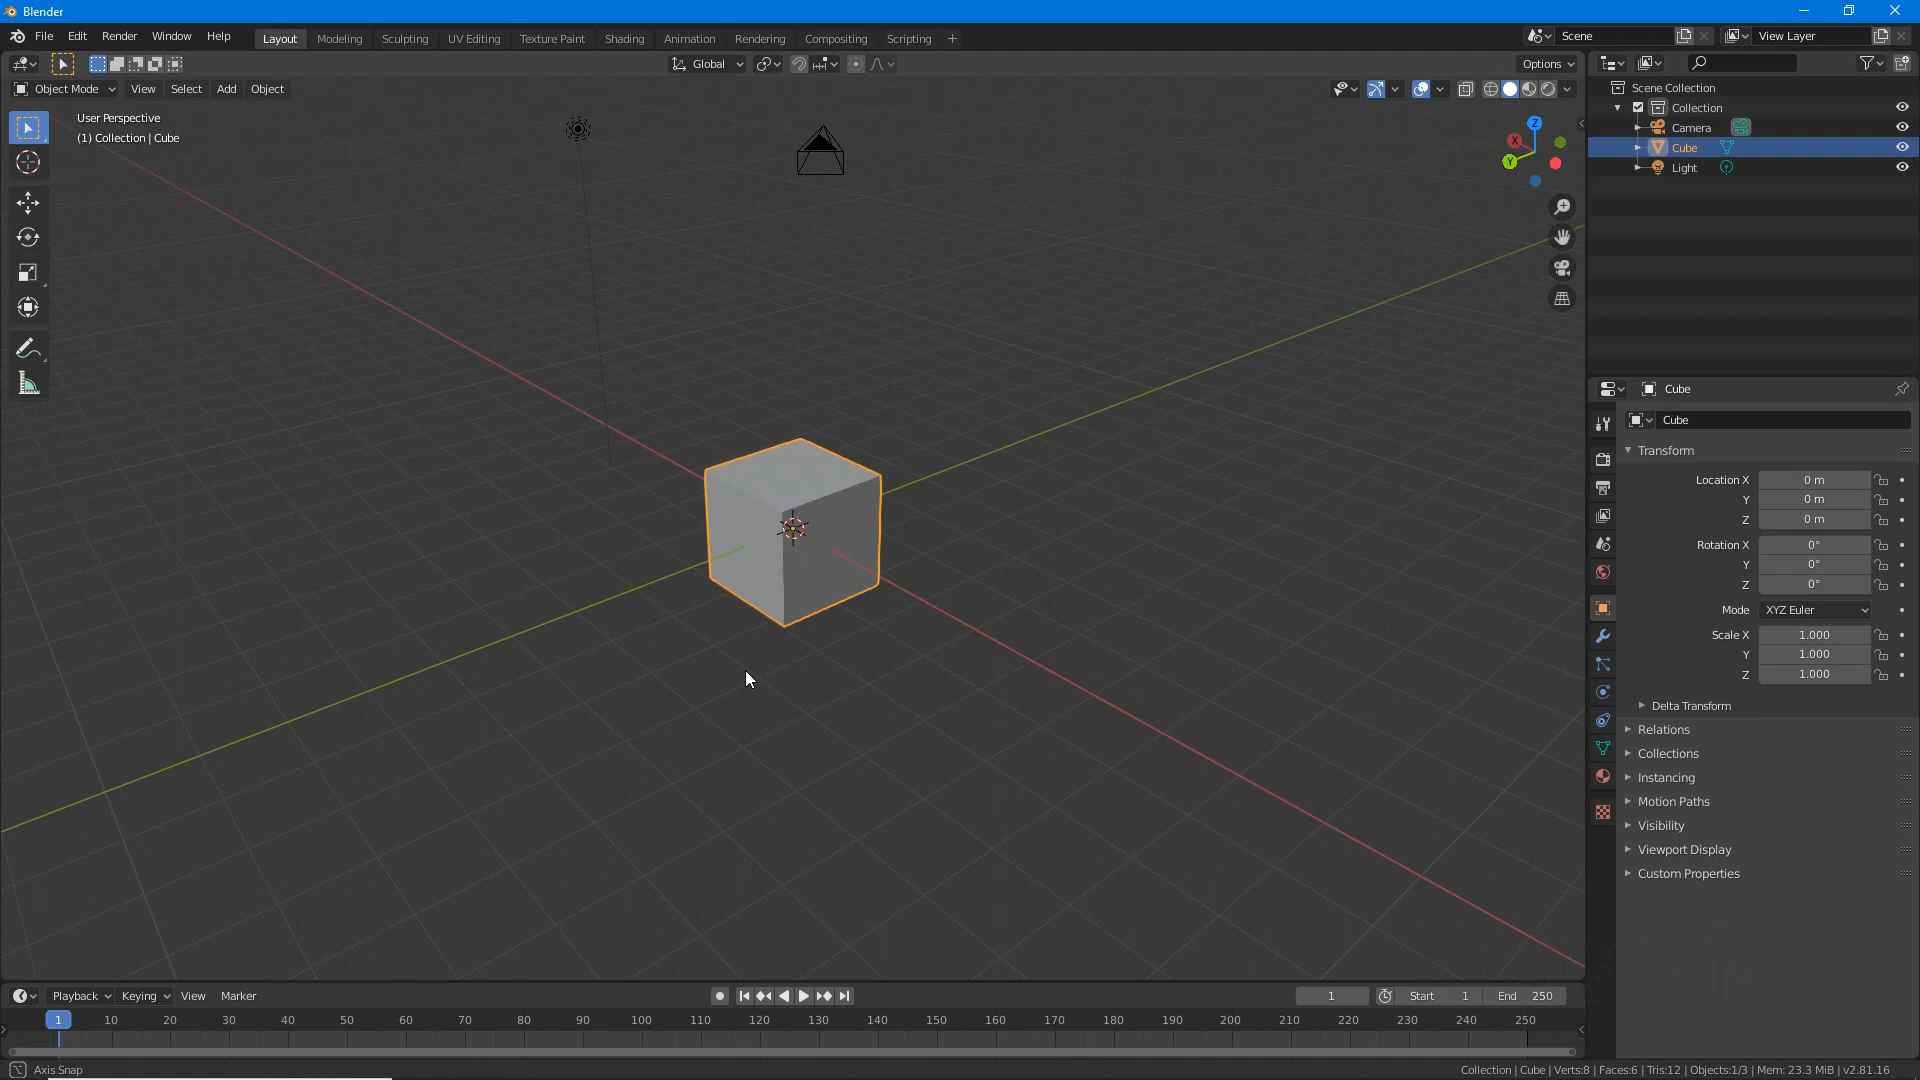 Blender
File Edit Render Window Help Layout Modeling Sculpting UV Editing Texture Paint Shading Animation Rendering Compositing Scripting + Scene View Layer
Global Options
Object Mode View Select Add Object
User Perspective
(1) Collection | Cube
Z
X
Y
Scene Collection
Collection
Camera
Cube
Light
Cube
Cube
Transform
Location X 0 m
Y 0 m
Z 0 m
Rotation X 0°
Y 0°
Z 0°
Mode XYZ Euler
Scale X 1.000
Y 1.000
Z 1.000
Delta Transform
Relations
Collections
Instancing
Motion Paths
Visibility
Viewport Display
Custom Properties
Playback Keying View Marker 1 Start 1 End 250
1 10 20 30 40 50 60 70 80 90 100 110 120 130 140 150 160 170 180 190 200 210 220 230 240 250
Axis Snap Collection | Cube | Verts:8 | Faces:6 | Tris:12 | Objects:1/3 | Mem: 23.3 MiB | v2.81.16